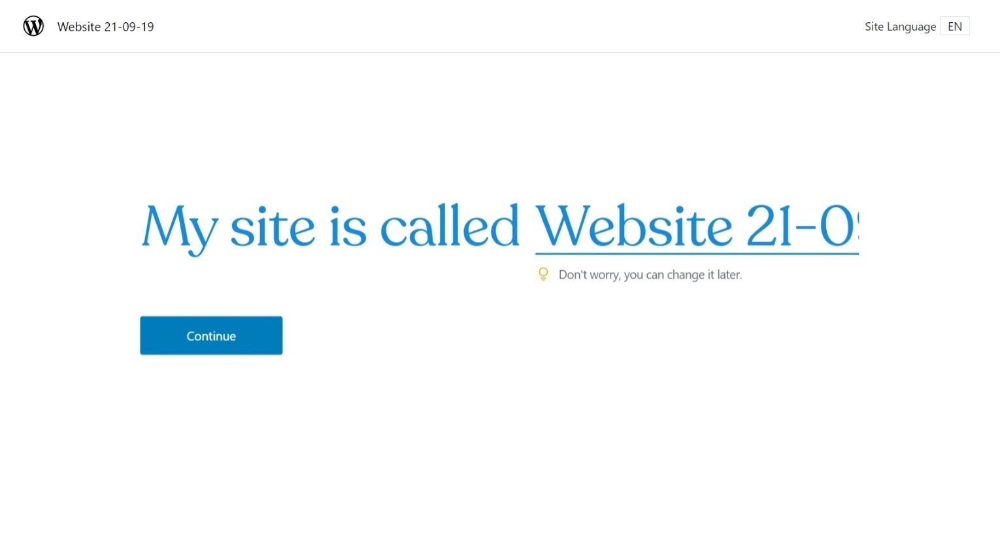 Website 21-09-19
Site Language EN
My site is called Website 21-0
Don't worry, you can change it later.
Continue